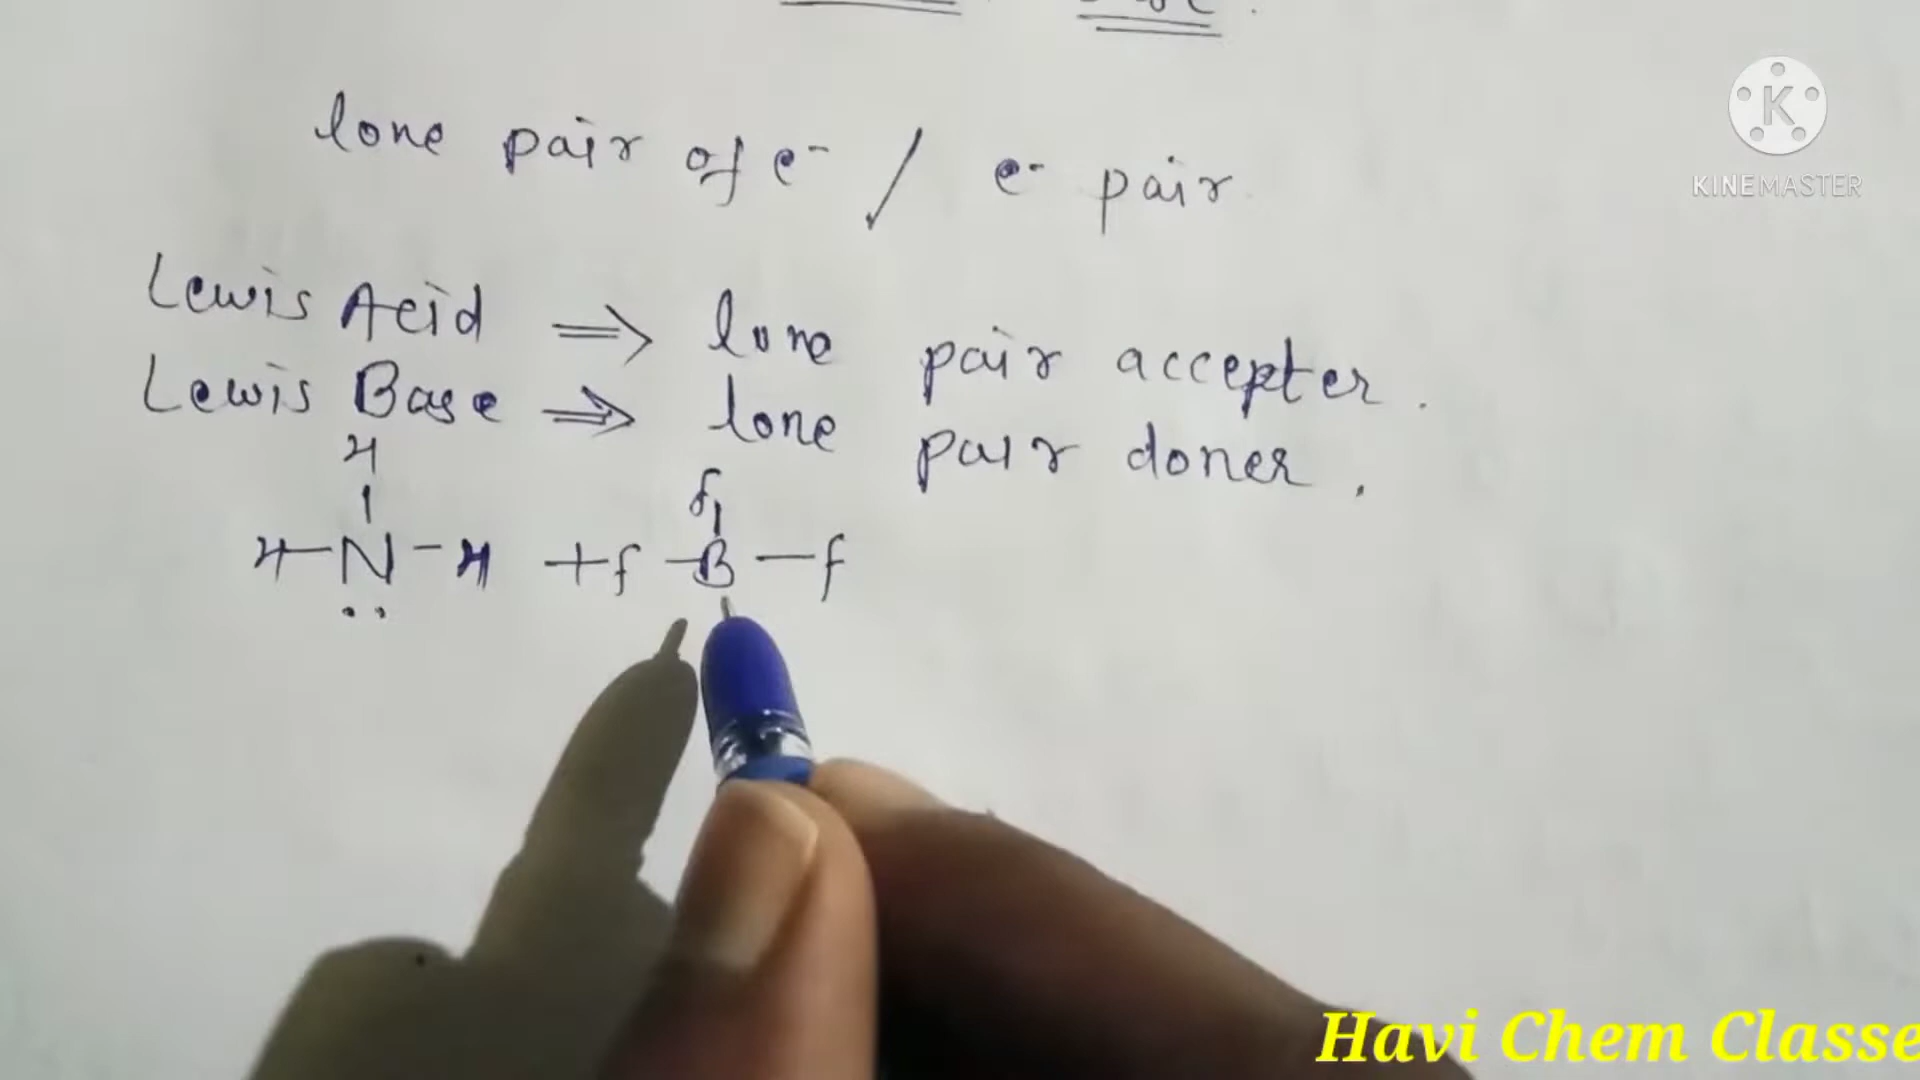 lone pair of e- / e- pair
KINEMASTER
Lewis Acid ⇒ lone pair accepter.
Lewis Base ⇒ lone pair doner.
H f
H-N-H + f-B-f
..
Havi Chem Classe